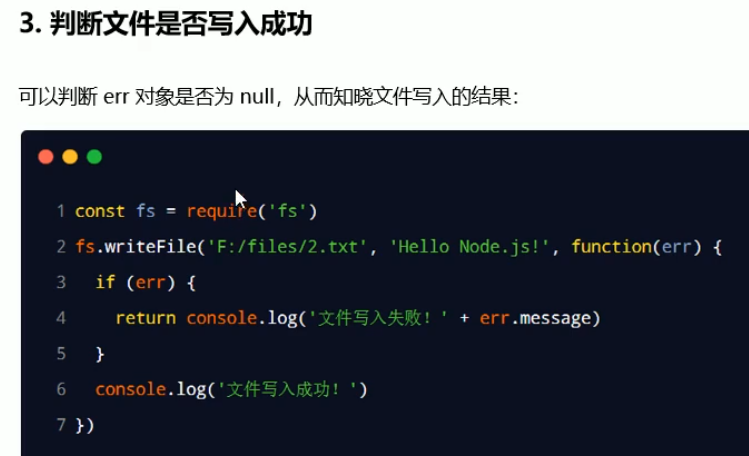 3. 判断文件是否写入成功
可以判断 err 对象是否为 null，从而知晓文件写入的结果：
1 const fs = require('fs')
2 fs.writeFile('F:/files/2.txt', 'Hello Node.js!', function(err) {
3   if (err) {
4     return console.log('文件写入失败！' + err.message)
5   }
6   console.log('文件写入成功！')
7 })